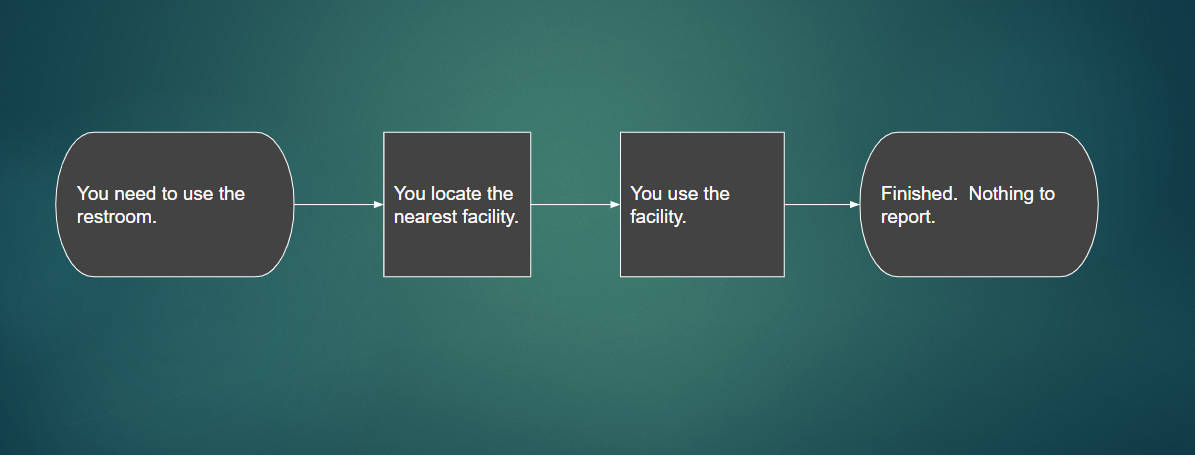 You need to use the
restroom.
You locate the
nearest facility.
You use the
facility.
Finished.  Nothing to
report.